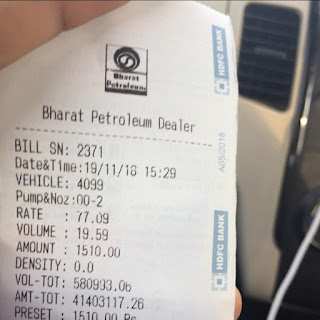 Bharat
Petroleum
Bharat Petroleum Dealer
BILL SN: 2371
Date&Time:19/11/18 15:29
VEHICLE: 4099
Pump&Noz:00-2
RATE : 77.09
VOLUME : 19.59
AMOUNT : 1510.00
DENSITY: 0.0
VOL-TOT: 580993.06
AMT-TOT: 41403117.26
PRESET : 1510.00 Rs
HDFC BANK
A05/2018
HDFC BANK